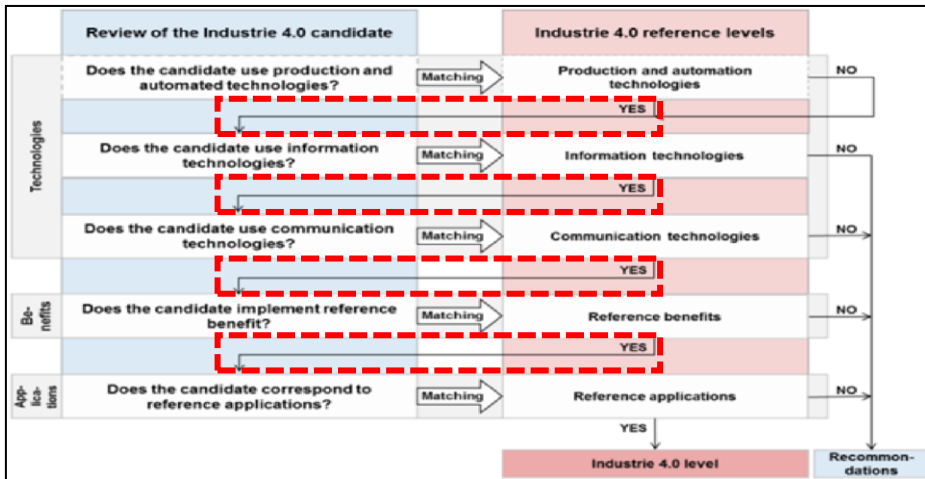 Review of the Industrie 4.0 candidate
Industrie 4.0 reference levels
Technologies
Does the candidate use production and
automated technologies?
Matching
Production and automation
technologies
NO
YES
Does the candidate use information
technologies?
Matching
Information technologies
NO
YES
Does the candidate use communication
technologies?
Matching
Communication technologies
NO
YES
Be-
nefits
Does the candidate implement reference
benefit?
Matching
Reference benefits
NO
YES
App-
lica-
tions
Does the candidate correspond to
reference applications?
Matching
Reference applications
NO
YES
Industrie 4.0 level
Recommon-
dations